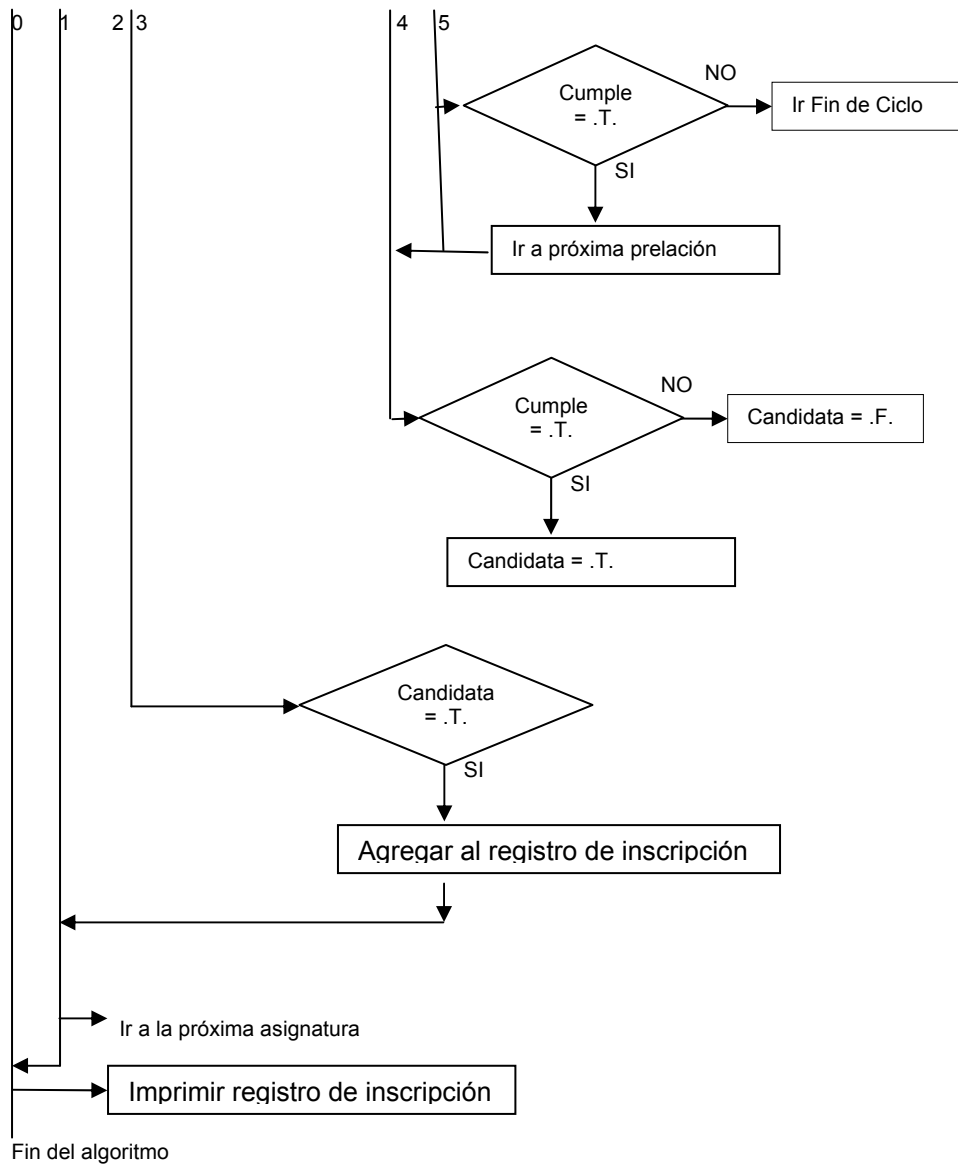 0 1 2 3 4 5
NO
Cumple
= .T.
Ir Fin de Ciclo
SI
Ir a próxima prelación
NO
Cumple
= .T.
Candidata = .F.
SI
Candidata = .T.
Candidata
= .T.
SI
Agregar al registro de inscripción
Ir a la próxima asignatura
Imprimir registro de inscripción
Fin del algoritmo